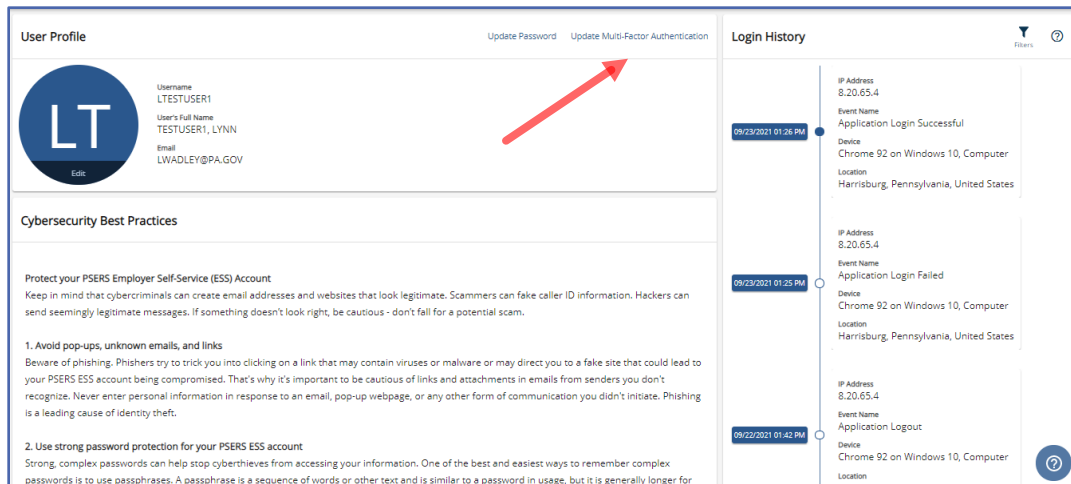 User Profile
Update Password
Update Multi-Factor Authentication
LT
Edit
Username
LTESTUSER1
User's Full Name
TESTUSER1, LYNN
Email
LWADLEY@PA.GOV
Cybersecurity Best Practices
Protect your PSERS Employer Self-Service (ESS) Account
Keep in mind that cybercriminals can create email addresses and websites that look legitimate. Scammers can fake caller ID information. Hackers can
send seemingly legitimate messages. If something doesn't look right, be cautious - don't fall for a potential scam.
1. Avoid pop-ups, unknown emails, and links
Beware of phishing. Phishers try to trick you into clicking on a link that may contain viruses or malware or may direct you to a fake site that could lead to
your PSERS ESS account being compromised. That's why it's important to be cautious of links and attachments in emails from senders you don't
recognize. Never enter personal information in response to an email, pop-up webpage, or any other form of communication you didn't initiate. Phishing
is a leading cause of identity theft.
2. Use strong password protection for your PSERS ESS account
Strong, complex passwords can help stop cyberthieves from accessing your information. One of the best and easiest ways to remember complex
passwords is to use passphrases. A passphrase is a sequence of words or other text and is similar to a password in usage, but it is generally longer for
Login History
Filters
?
09/23/2021 01:26 PM
IP Address
8.20.65.4
Event Name
Application Login Successful
Device
Chrome 92 on Windows 10, Computer
Location
Harrisburg, Pennsylvania, United States
09/23/2021 01:25 PM
IP Address
8.20.65.4
Event Name
Application Login Failed
Device
Chrome 92 on Windows 10, Computer
Location
Harrisburg, Pennsylvania, United States
09/22/2021 01:42 PM
IP Address
8.20.65.4
Event Name
Application Logout
Device
Chrome 92 on Windows 10, Computer
Location
?